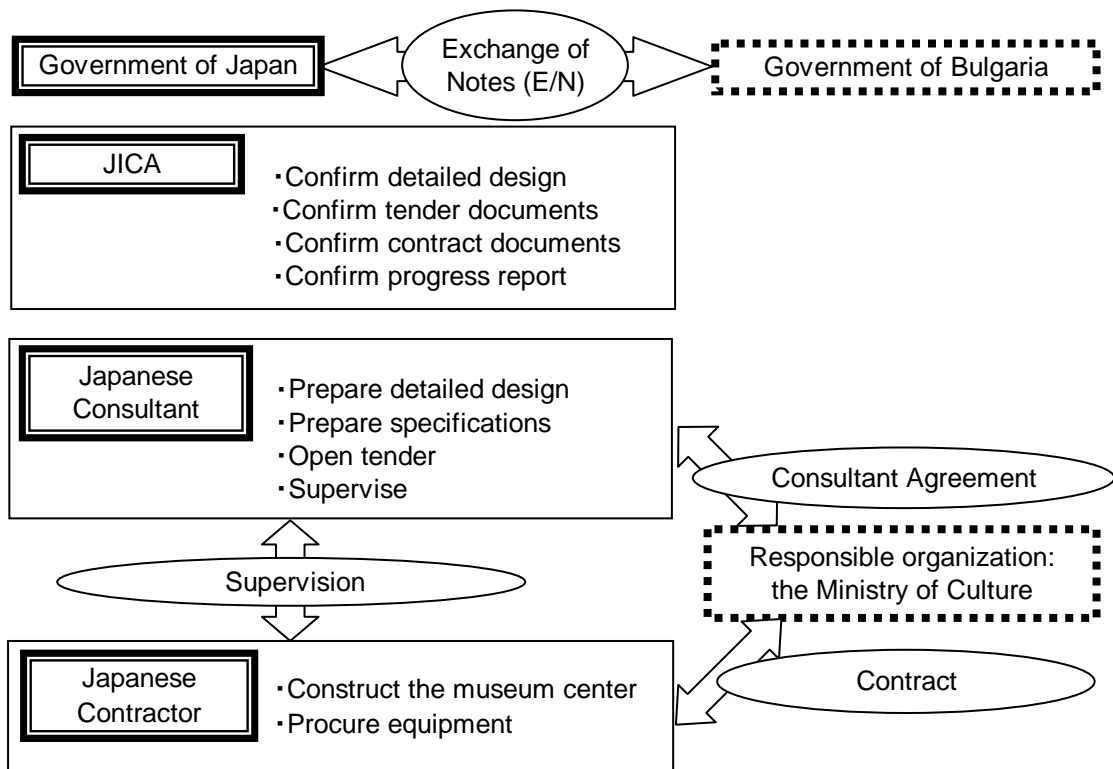 Government of Japan
Exchange of
Notes (E/N)
Government of Bulgaria
JICA
・Confirm detailed design
・Confirm tender documents
・Confirm contract documents
・Confirm progress report
Japanese
Consultant
・Prepare detailed design
・Prepare specifications
・Open tender
・Supervise
Consultant Agreement
Responsible organization:
the Ministry of Culture
Supervision
Japanese
Contractor
・Construct the museum center
・Procure equipment
Contract